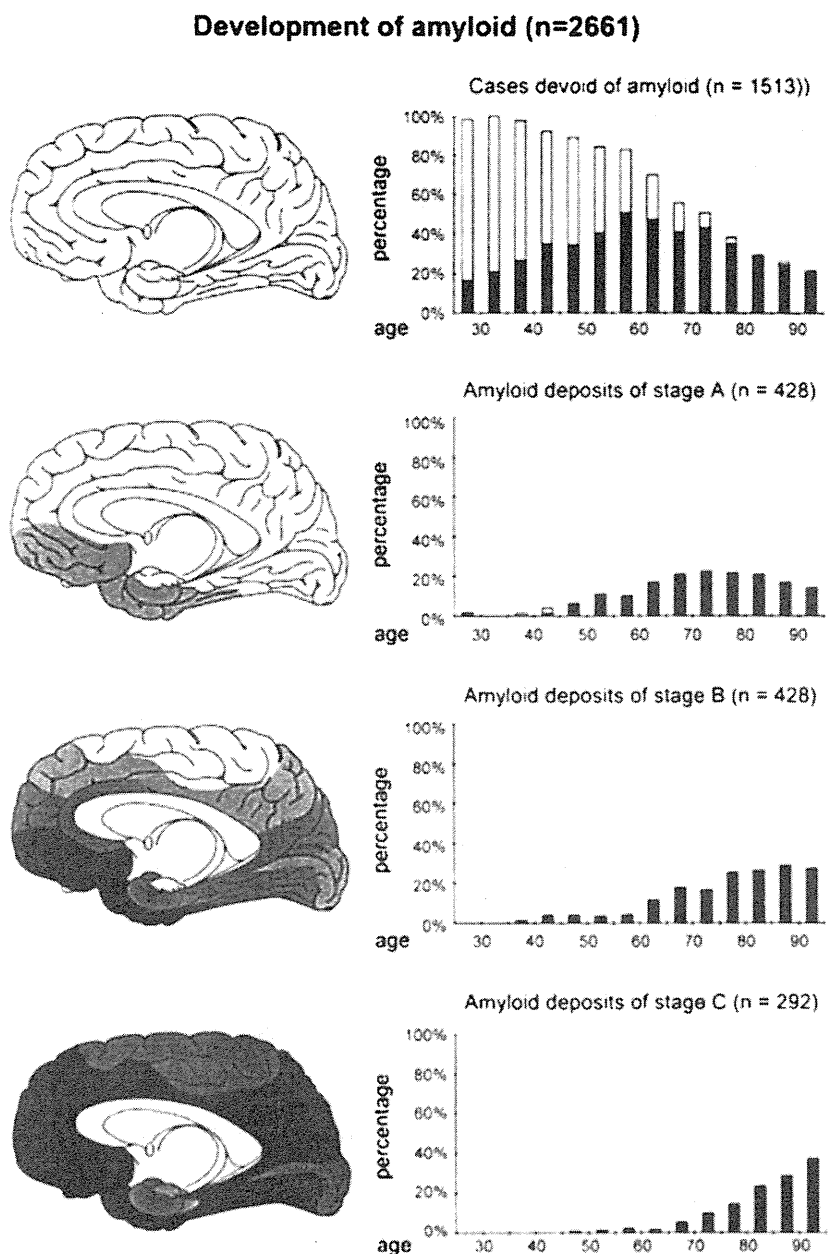 Development of amyloid (n=2661)
Cases devoid of amyloid (n = 1513))
100%
80%
60%
40%
20%
0%
percentage
age
30 40 50 60 70 80 90
Amyloid deposits of stage A (n = 428)
100%
80%
60%
40%
20%
0%
percentage
age
30 40 50 60 70 80 90
Amyloid deposits of stage B (n = 428)
100%
80%
60%
40%
20%
0%
percentage
age
30 40 50 60 70 80 90
Amyloid deposits of stage C (n = 292)
100%
80%
60%
40%
20%
0%
percentage
age
30 40 50 60 70 80 90